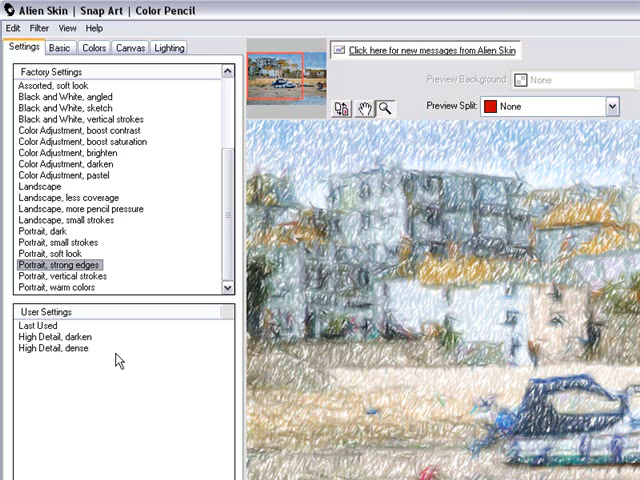 Alien Skin | Snap Art | Color Pencil
Edit Filter View Help
Settings Basic Colors Canvas Lighting
Click here for new messages from Alien Skin
Preview Background: None
Preview Split: None
Factory Settings
Assorted, soft look
Black and White, angled
Black and White, sketch
Black and White, vertical strokes
Color Adjustment, boost contrast
Color Adjustment, boost saturation
Color Adjustment, brighten
Color Adjustment, darken
Color Adjustment, pastel
Landscape
Landscape, less coverage
Landscape, more pencil pressure
Landscape, small strokes
Portrait, dark
Portrait, small strokes
Portrait, soft look
Portrait, strong edges
Portrait, vertical strokes
Portrait, warm colors
User Settings
Last Used
High Detail, darken
High Detail, dense